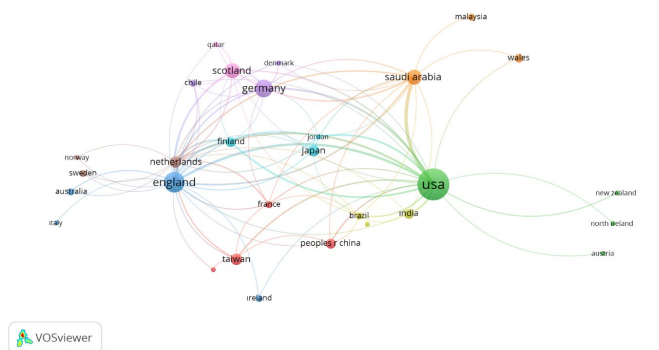 malaysia
qatar
wales
denmark
scotland
saudi arabia
chile
germany
jordan
finland
japan
norway
netherlands
sweden
england
usa
australia
new zealand
france
brazil
india
italy
north ireland
peoples r china
austria
taiwan
ireland
VOSviewer